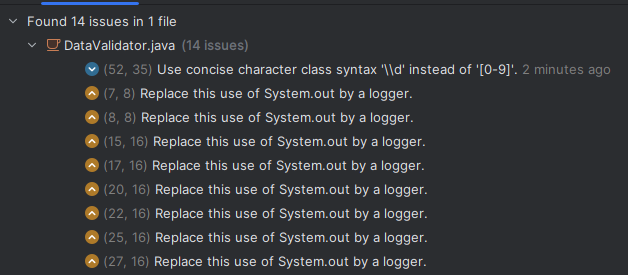 Found 14 issues in 1 file
DataValidator.java (14 issues)
(52, 35) Use concise character class syntax '\\d' instead of '[0-9]'. 2 minutes ago
(7, 8) Replace this use of System.out by a logger.
(8, 8) Replace this use of System.out by a logger.
(15, 16) Replace this use of System.out by a logger.
(17, 16) Replace this use of System.out by a logger.
(20, 16) Replace this use of System.out by a logger.
(22, 16) Replace this use of System.out by a logger.
(25, 16) Replace this use of System.out by a logger.
(27, 16) Replace this use of System.out by a logger.